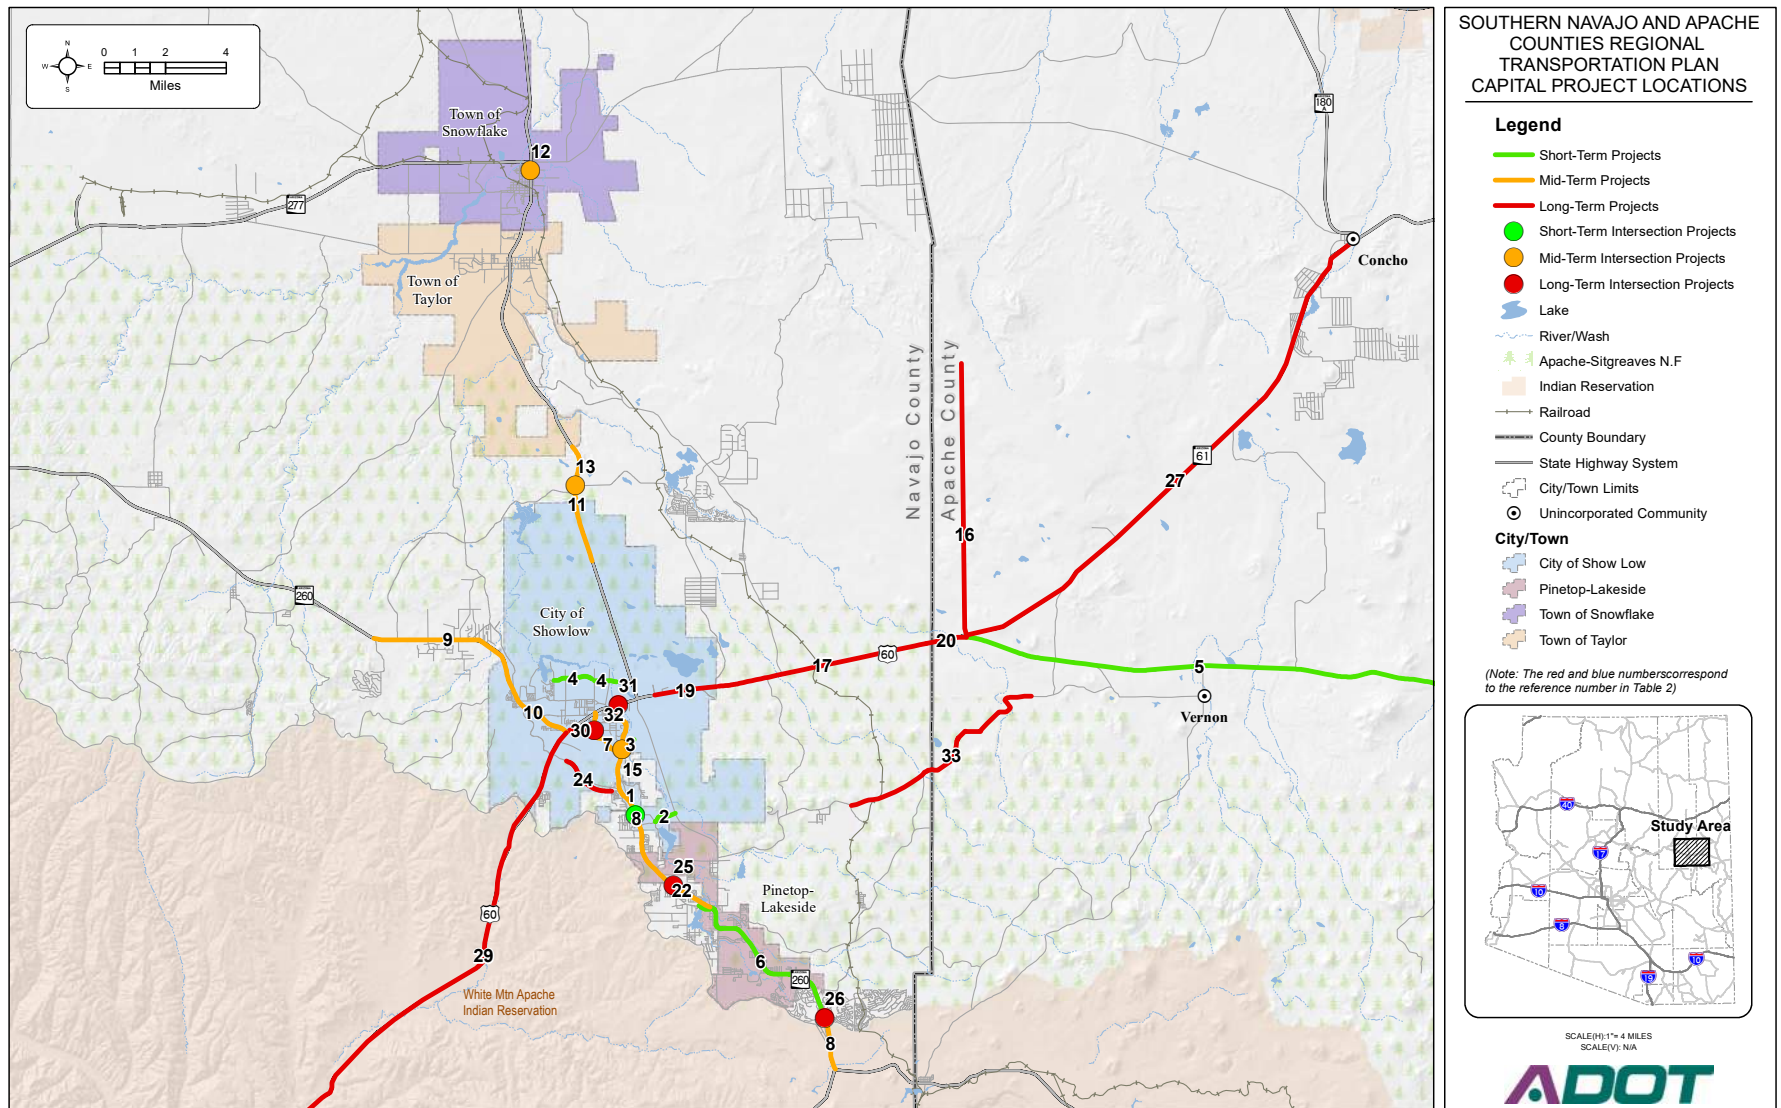 N
W
E
S
0 1 2 4
Miles
Town of
Snowflake
12
277
Town of
Taylor
13
11
260
9
City of
Showlow
4
4
31
19
17
60
20
10
30
32
7
3
15
24
1
8
2
25
22
Pinetop-
Lakeside
6
260
26
8
60
29
White Mtn Apache
Indian Reservation
Navajo County
Apache County
16
27
61
180
A
Concho
5
Vernon
33
SOUTHERN NAVAJO AND APACHE
COUNTIES REGIONAL
TRANSPORTATION PLAN
CAPITAL PROJECT LOCATIONS
Legend
Short-Term Projects
Mid-Term Projects
Long-Term Projects
Short-Term Intersection Projects
Mid-Term Intersection Projects
Long-Term Intersection Projects
Lake
River/Wash
Apache-Sitgreaves N.F
Indian Reservation
Railroad
County Boundary
State Highway System
City/Town Limits
Unincorporated Community
City/Town
City of Show Low
Pinetop-Lakeside
Town of Snowflake
Town of Taylor
(Note: The red and blue numberscorrespond
to the reference number in Table 2)
40
Study Area
17
10
8
10
19
SCALE(H):1"= 4 MILES
SCALE(V): N/A
ADOT